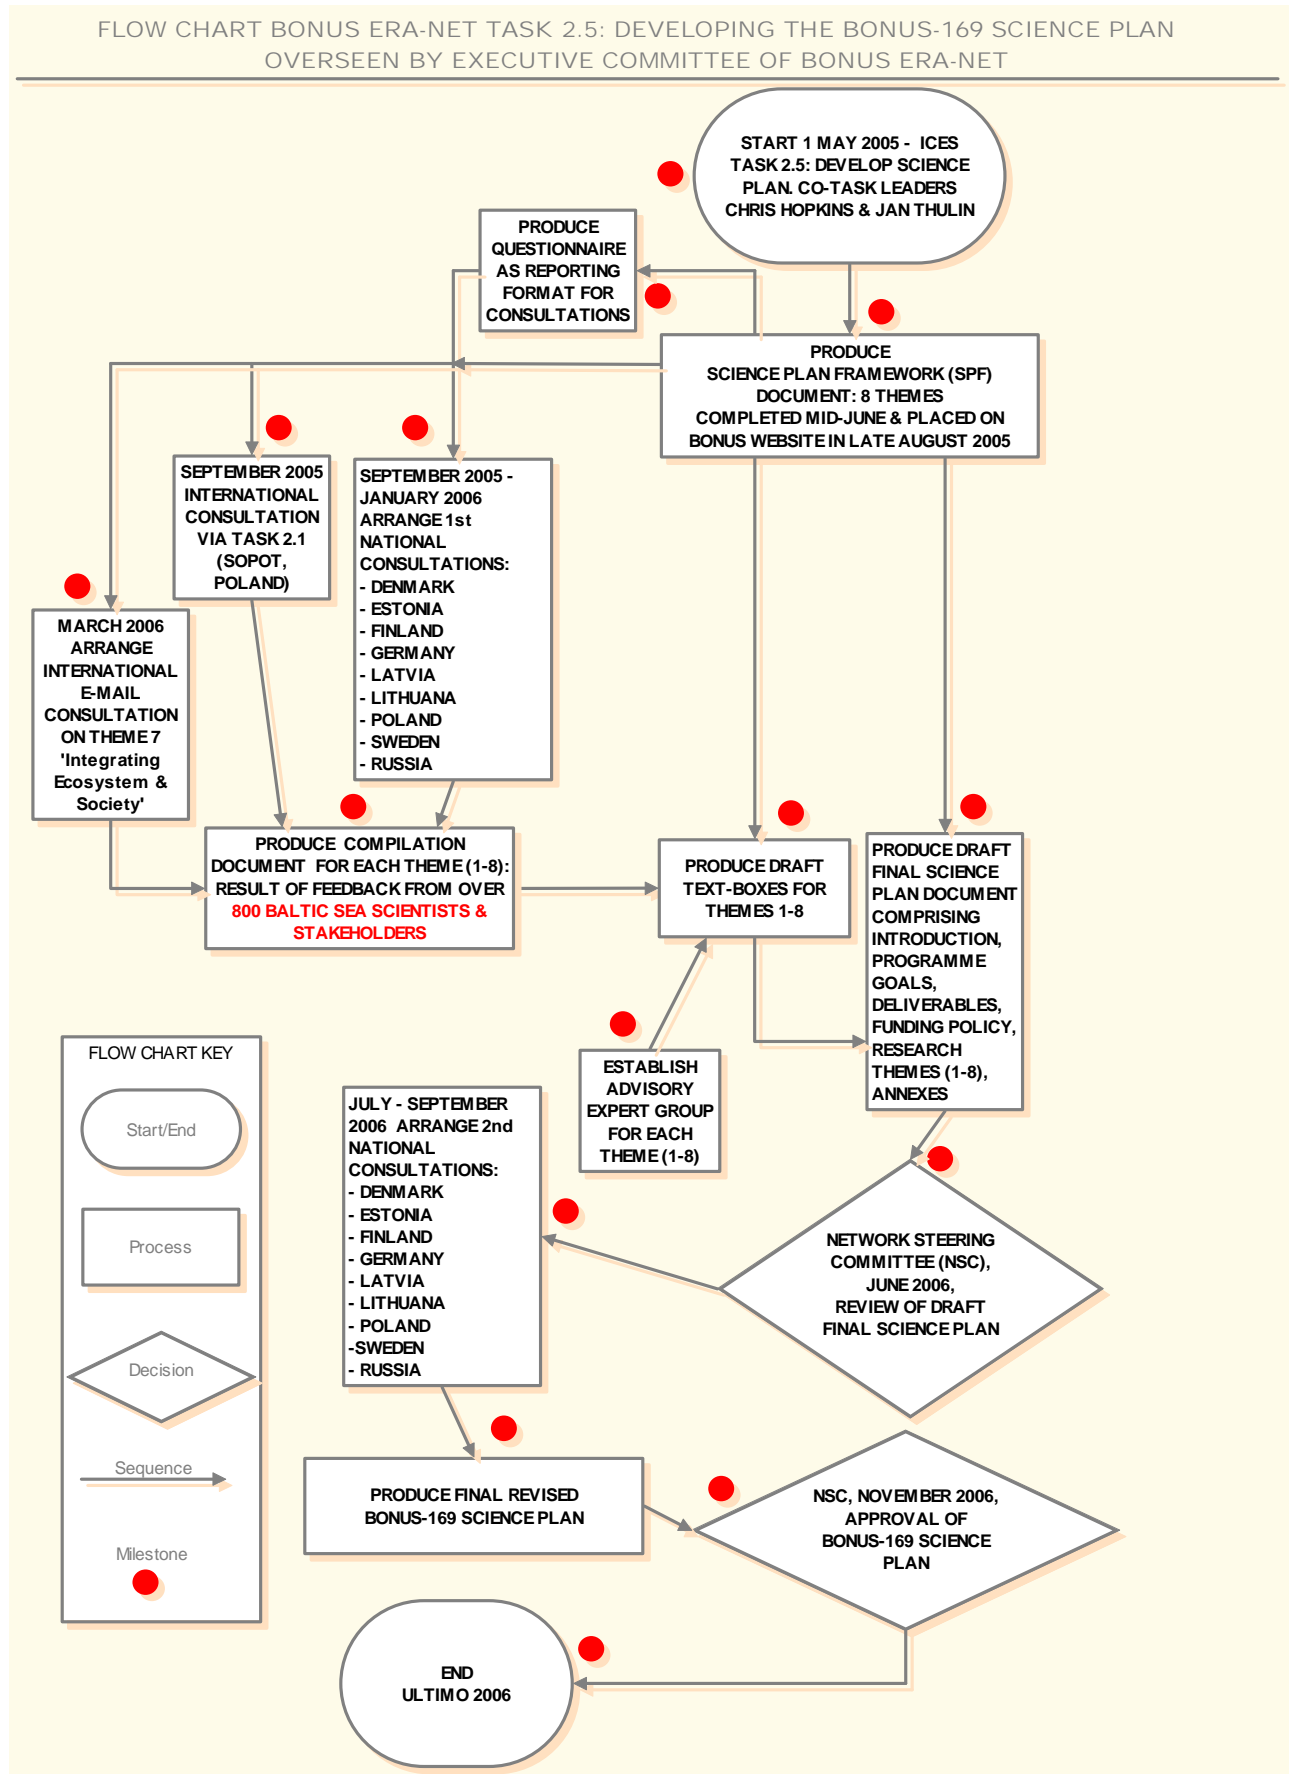 FLOW CHART BONUS ERA-NET TASK 2.5: DEVELOPING THE BONUS-169 SCIENCE PLAN
OVERSEEN BY EXECUTIVE COMMITTEE OF BONUS ERA-NET
START 1 MAY 2005 - ICES
TASK 2.5: DEVELOP SCIENCE
PLAN. CO-TASK LEADERS
CHRIS HOPKINS & JAN THULIN
PRODUCE
QUESTIONNAIRE
AS REPORTING
FORMAT FOR
CONSULTATIONS
PRODUCE
SCIENCE PLAN FRAMEWORK (SPF)
DOCUMENT: 8 THEMES
COMPLETED MID-JUNE & PLACED ON
BONUS WEBSITE IN LATE AUGUST 2005
SEPTEMBER 2005
INTERNATIONAL
CONSULTATION
VIA TASK 2.1
(SOPOT,
POLAND)
SEPTEMBER 2005 -
JANUARY 2006
ARRANGE 1st
NATIONAL
CONSULTATIONS:
- DENMARK
- ESTONIA
- FINLAND
- GERMANY
- LATVIA
- LITHUANA
- POLAND
- SWEDEN
- RUSSIA
MARCH 2006
ARRANGE
INTERNATIONAL
E-MAIL
CONSULTATION
ON THEME 7
'Integrating
Ecosystem &
Society'
PRODUCE COMPILATION
DOCUMENT FOR EACH THEME (1-8):
RESULT OF FEEDBACK FROM OVER
800 BALTIC SEA SCIENTISTS &
STAKEHOLDERS
PRODUCE DRAFT
TEXT-BOXES FOR
THEMES 1-8
PRODUCE DRAFT
FINAL SCIENCE
PLAN DOCUMENT
COMPRISING
INTRODUCTION,
PROGRAMME
GOALS,
DELIVERABLES,
FUNDING POLICY,
RESEARCH
THEMES (1-8),
ANNEXES
ESTABLISH
ADVISORY
EXPERT GROUP
FOR EACH
THEME (1-8)
FLOW CHART KEY
Start/End
Process
Decision
Sequence
Milestone
JULY - SEPTEMBER
2006 ARRANGE 2nd
NATIONAL
CONSULTATIONS:
- DENMARK
- ESTONIA
- FINLAND
- GERMANY
- LATVIA
- LITHUANA
- POLAND
-SWEDEN
- RUSSIA
NETWORK STEERING
COMMITTEE (NSC),
JUNE 2006,
REVIEW OF DRAFT
FINAL SCIENCE PLAN
PRODUCE FINAL REVISED
BONUS-169 SCIENCE PLAN
NSC, NOVEMBER 2006,
APPROVAL OF
BONUS-169 SCIENCE
PLAN
END
ULTIMO 2006